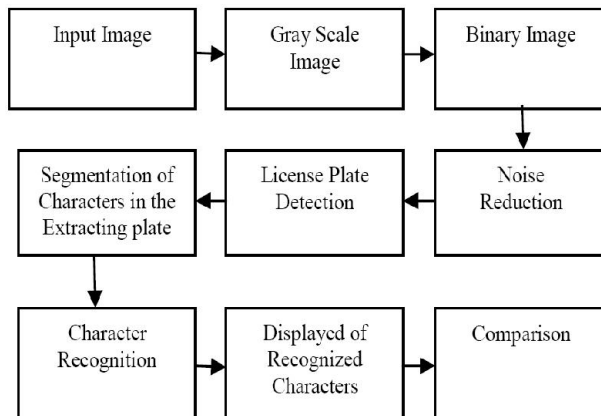 Input Image
Gray Scale
Image
Binary Image
Segmentation of
Characters in the
Extracting plate
License Plate
Detection
Noise
Reduction
Character
Recognition
Displayed of
Recognized
Characters
Comparison